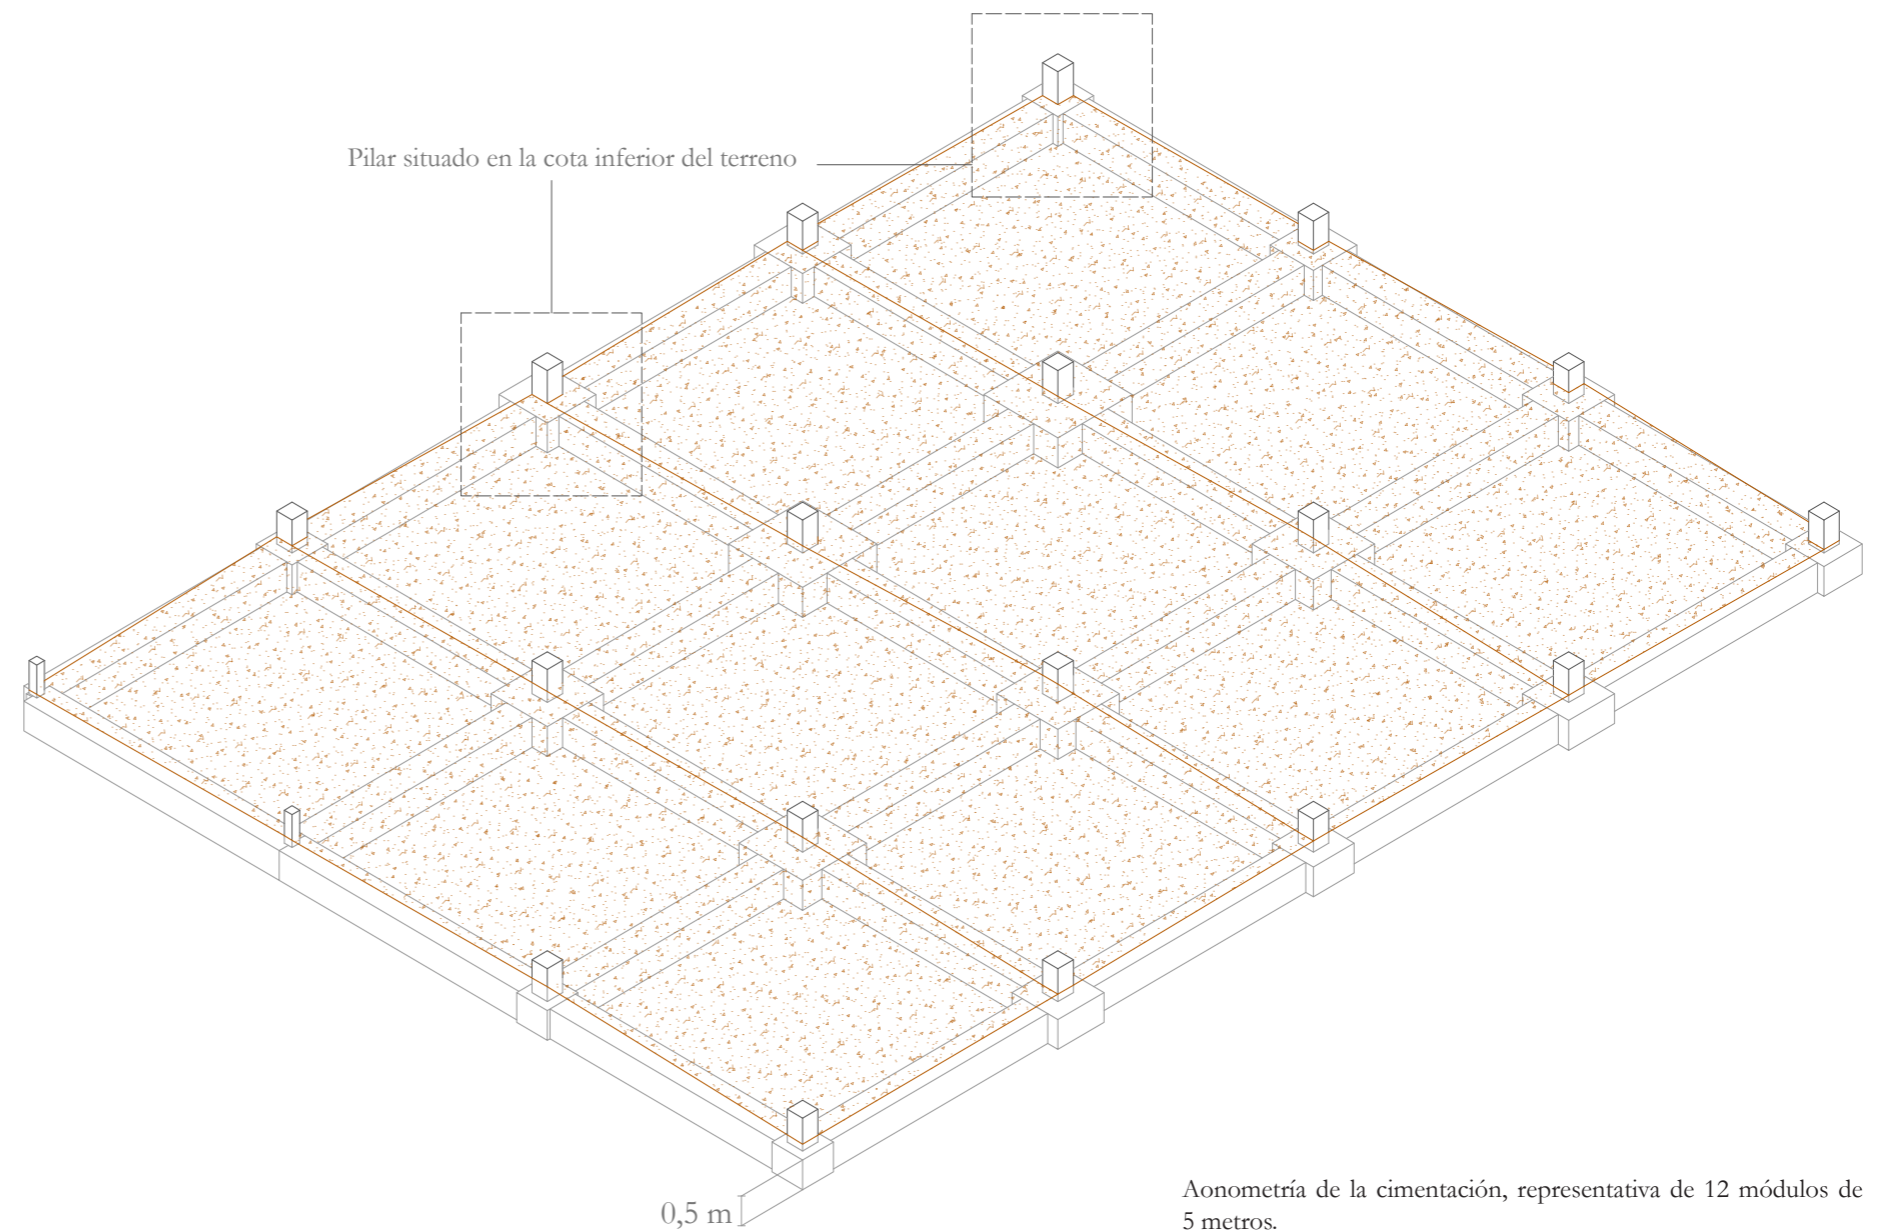 Pilar situado en la cota inferior del terreno
0,5 m
Aonometría de la cimentación, representativa de 12 módulos de
5 metros.